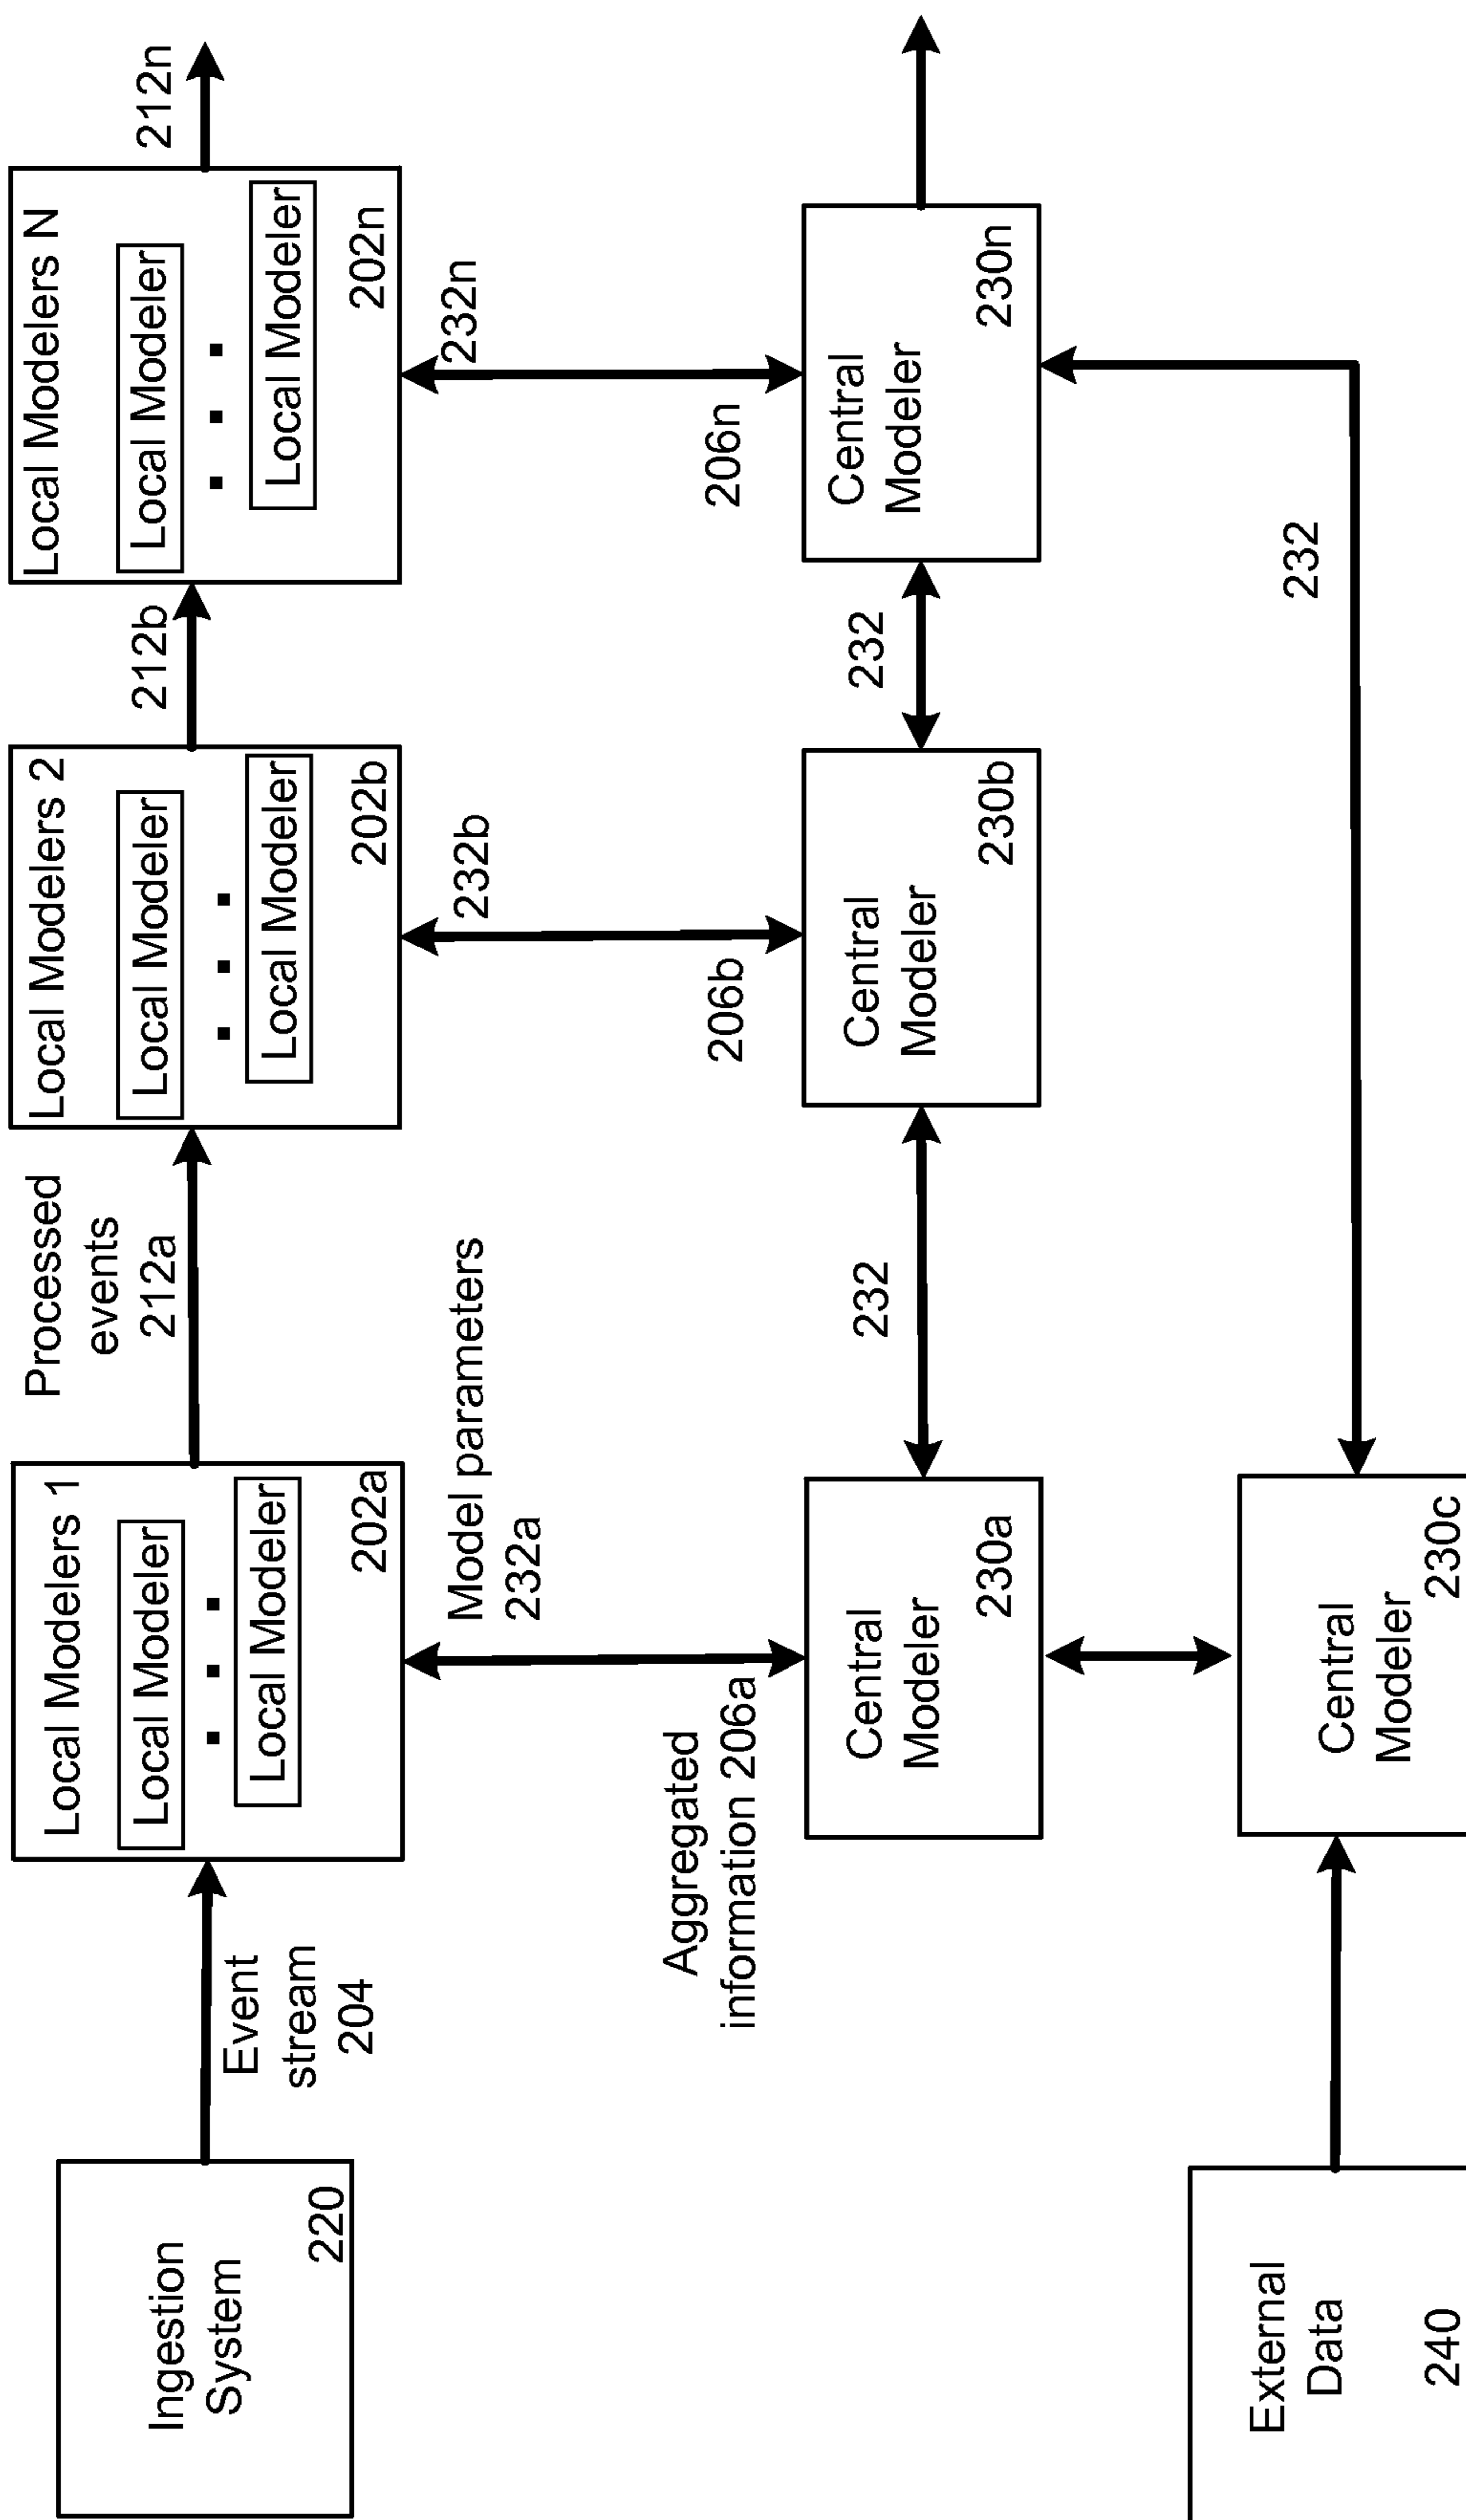 Ingestion
System
220
Event
stream
204
Local Modelers 1
Local Modeler
. . .
Local Modeler
202a
Processed
events
212a
Local Modelers 2
Local Modeler
. . .
Local Modeler
202b
212b
Local Modelers N
Local Modeler
. . .
Local Modeler
202n
212n
Aggregated
information 206a
Model parameters
232a
206b
232b
206n
232n
Central
Modeler
230a
232
Central
Modeler
230b
232
Central
Modeler
230n
External
Data
240
Central
Modeler
230c
232